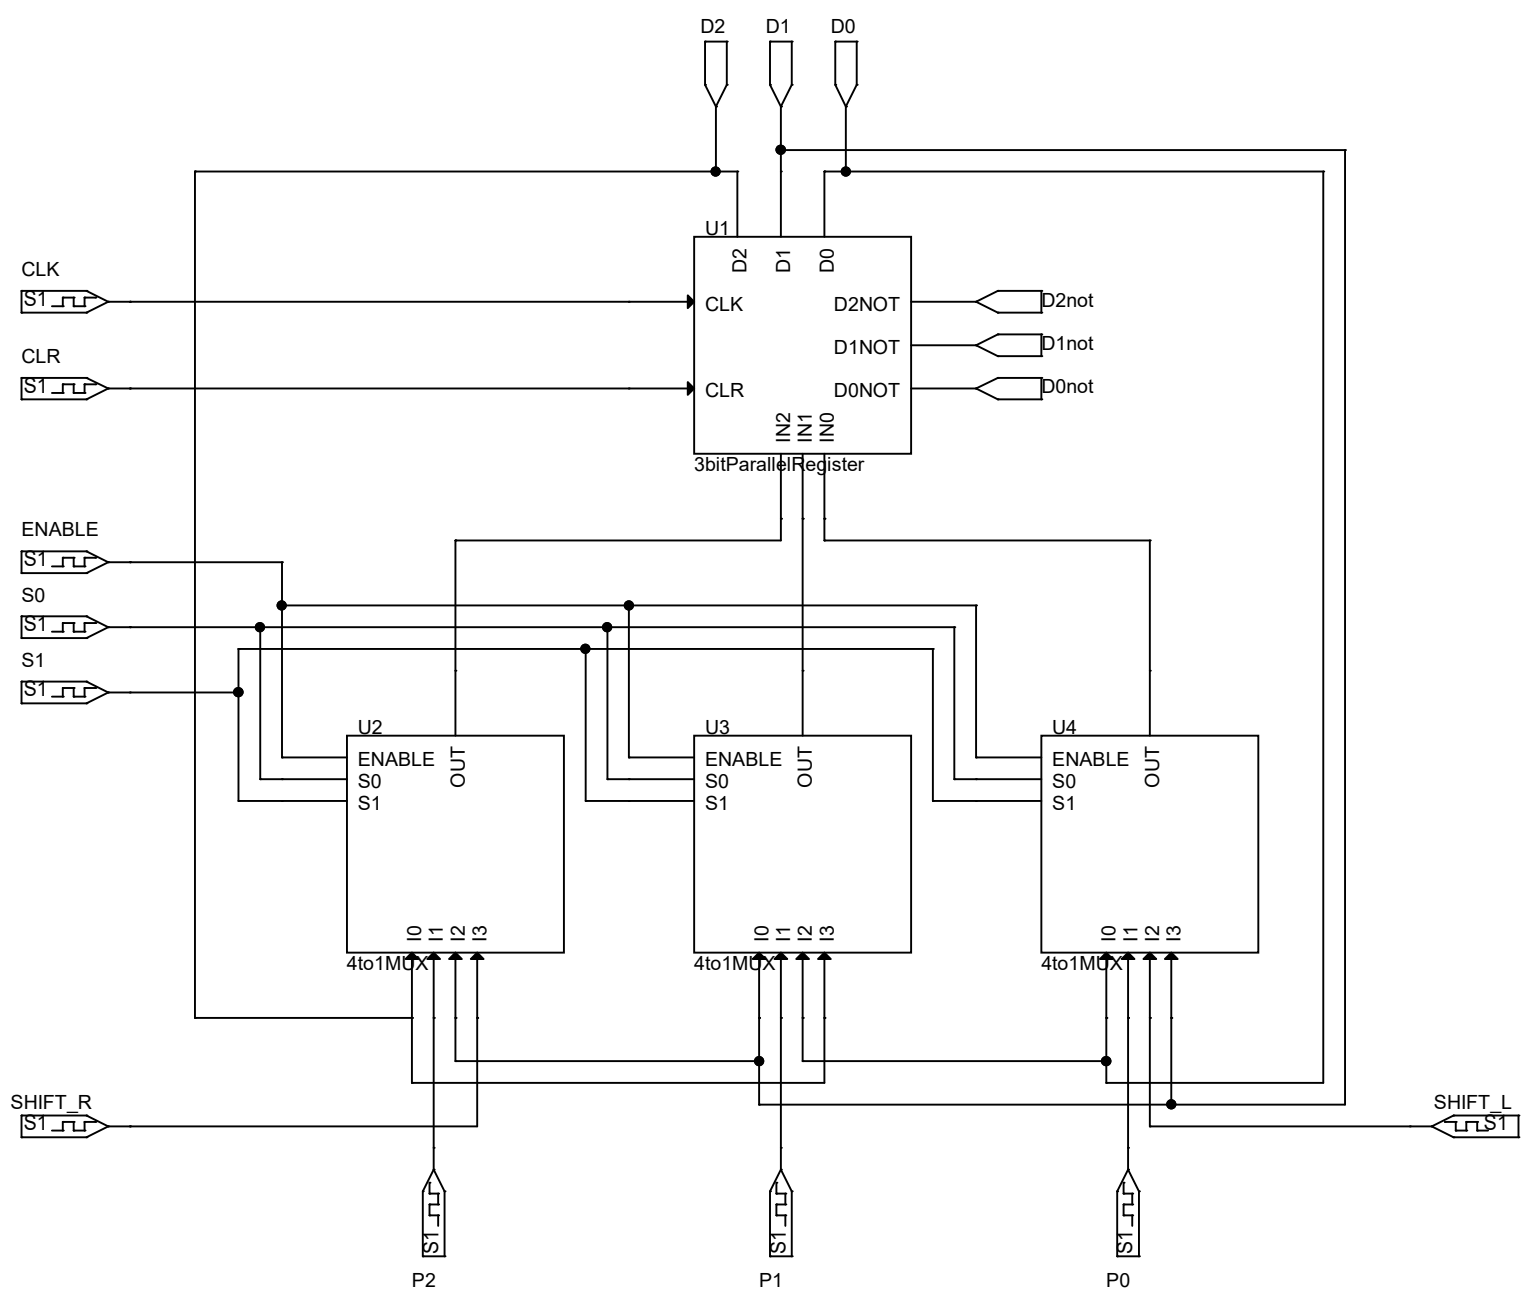 D2 D1 D0
U1
D2 D1 D0
CLK
S1
CLK
D2NOT
D2not
CLR
S1
D1NOT
D1not
CLR
D0NOT
D0not
IN2 IN1 IN0
3bitParallelRegister
ENABLE
S1
S0
S1
S1
S1
U2
ENABLE
S0
S1
OUT
I0 I1 I2 I3
4to1MUX
U3
ENABLE
S0
S1
OUT
I0 I1 I2 I3
4to1MUX
U4
ENABLE
S0
S1
OUT
I0 I1 I2 I3
4to1MUX
SHIFT_R
S1
SHIFT_L
S1
S1 S1 S1
P2 P1 P0